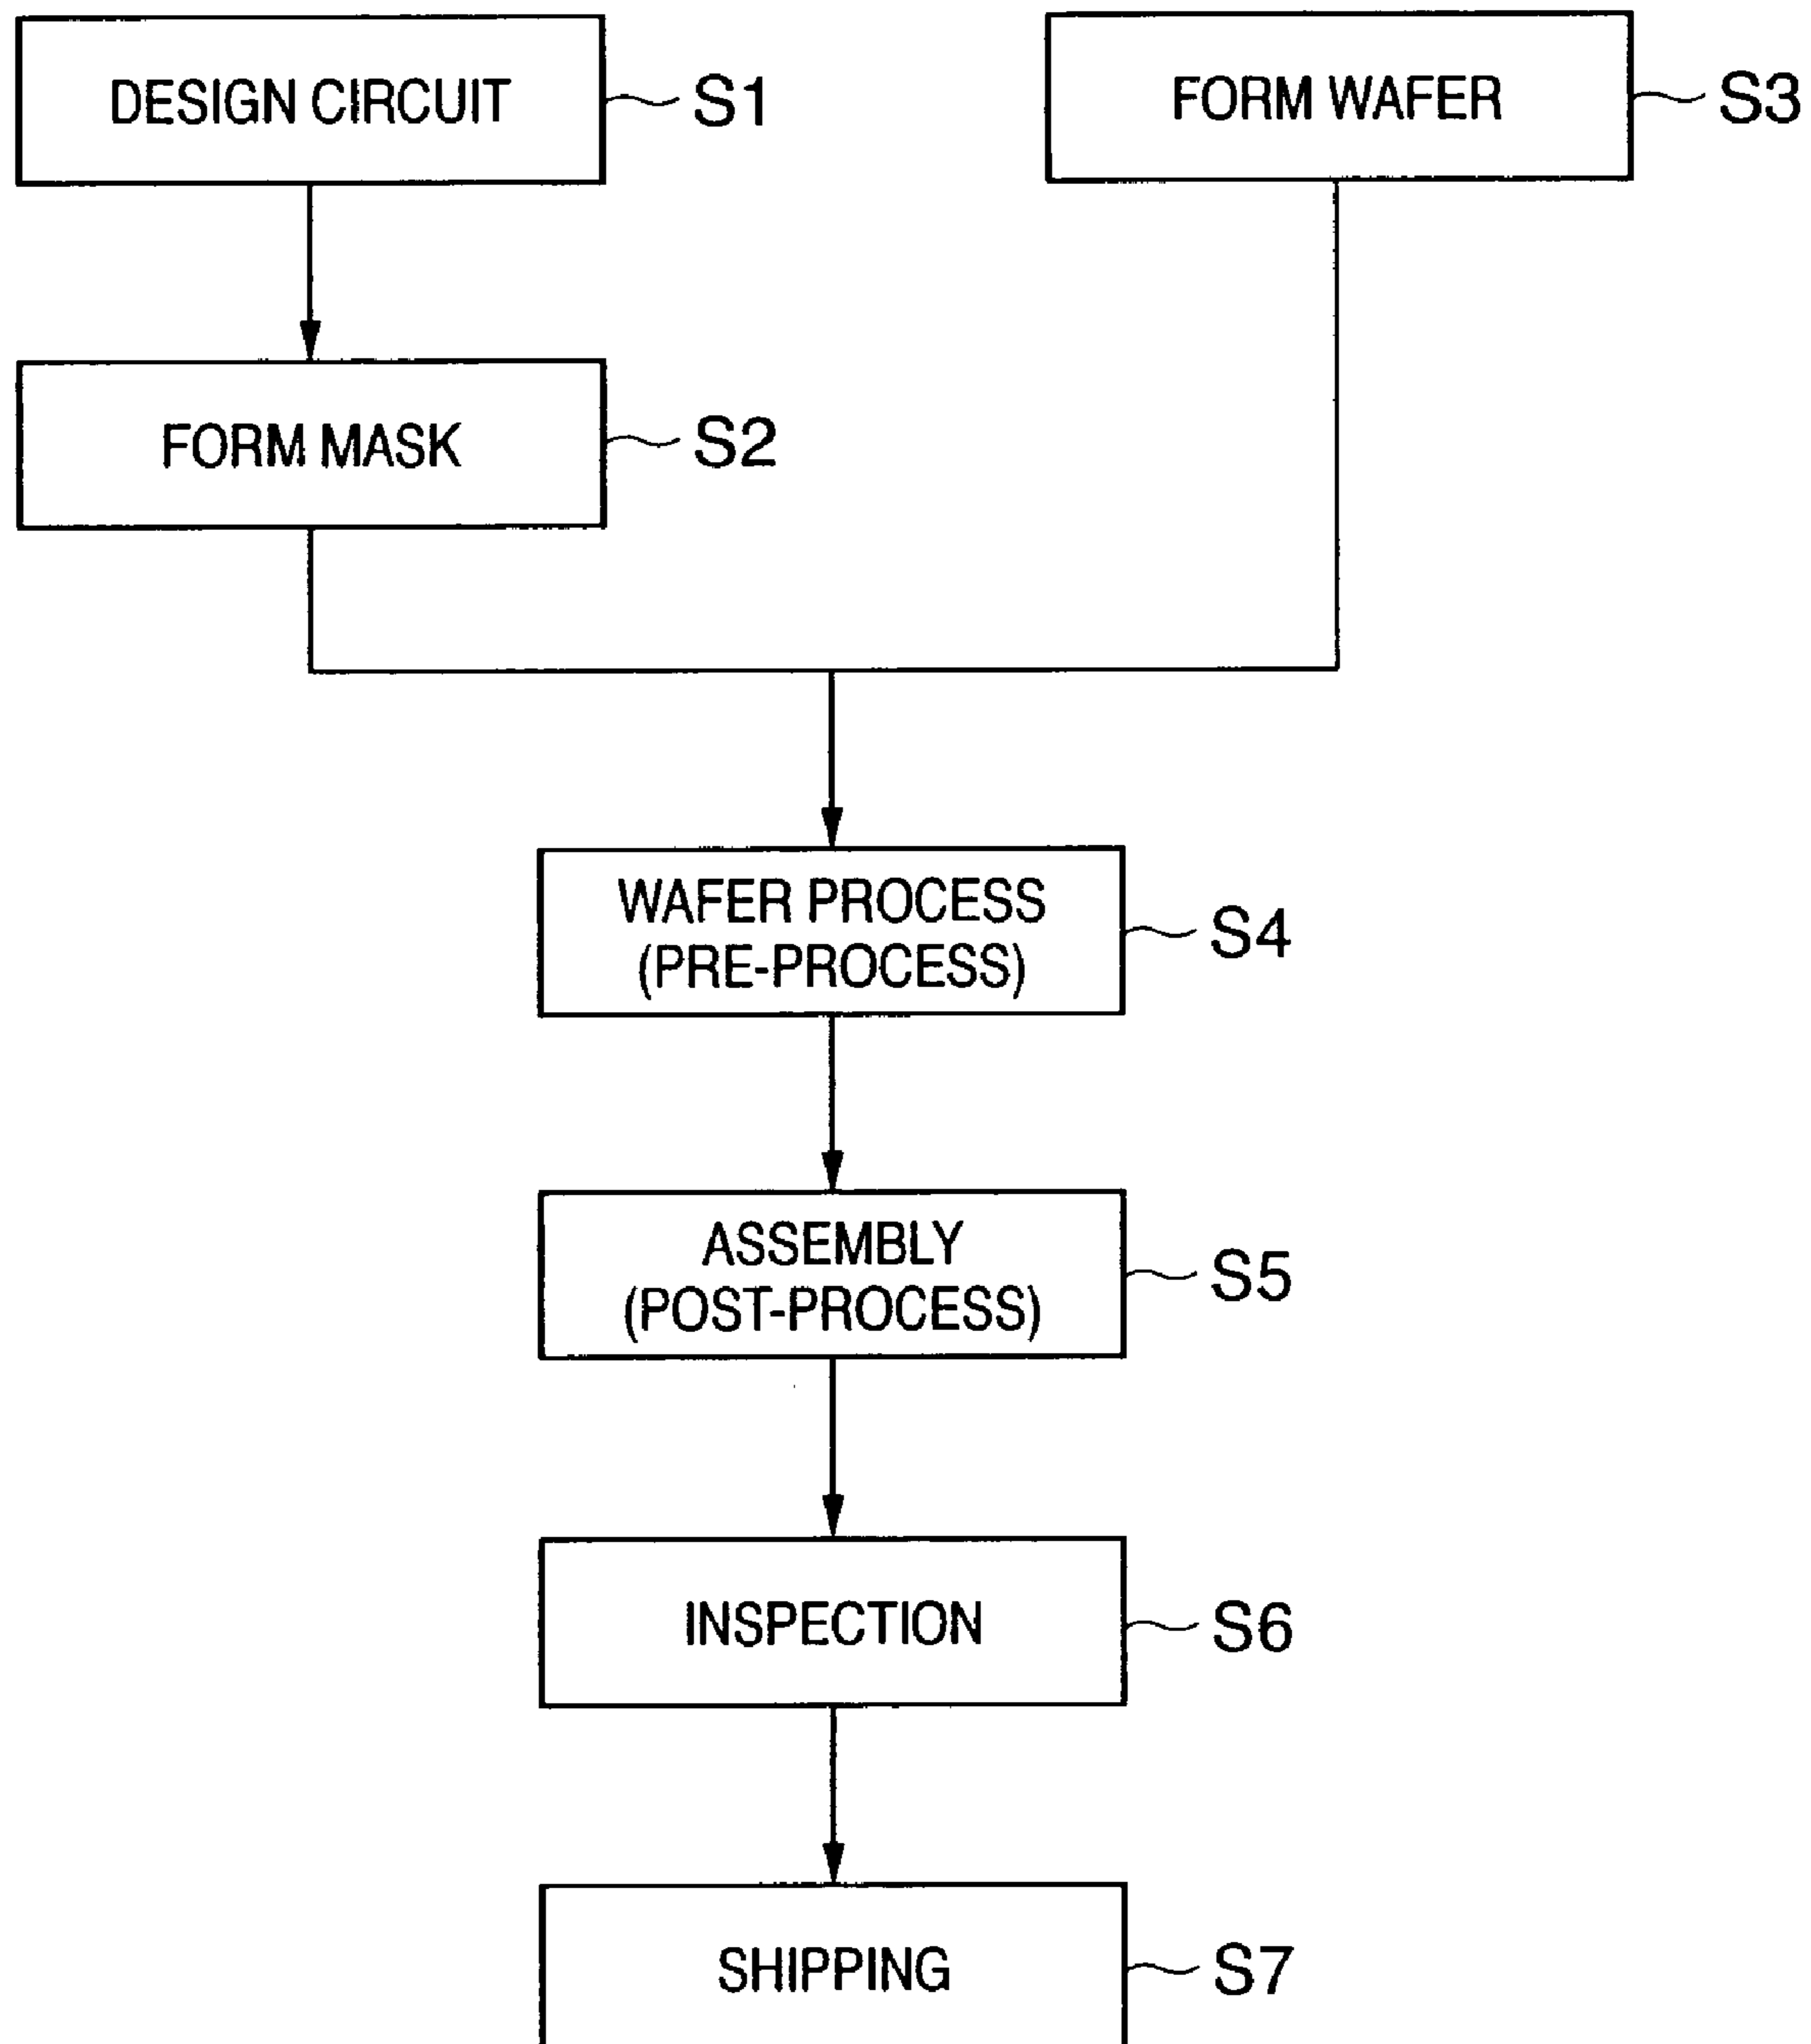 DESIGN CIRCUIT
S1
FORM WAFER
S3
FORM MASK
S2
WAFER PROCESS
(PRE-PROCESS)
S4
ASSEMBLY
(POST-PROCESS)
S5
INSPECTION
S6
SHIPPING
S7